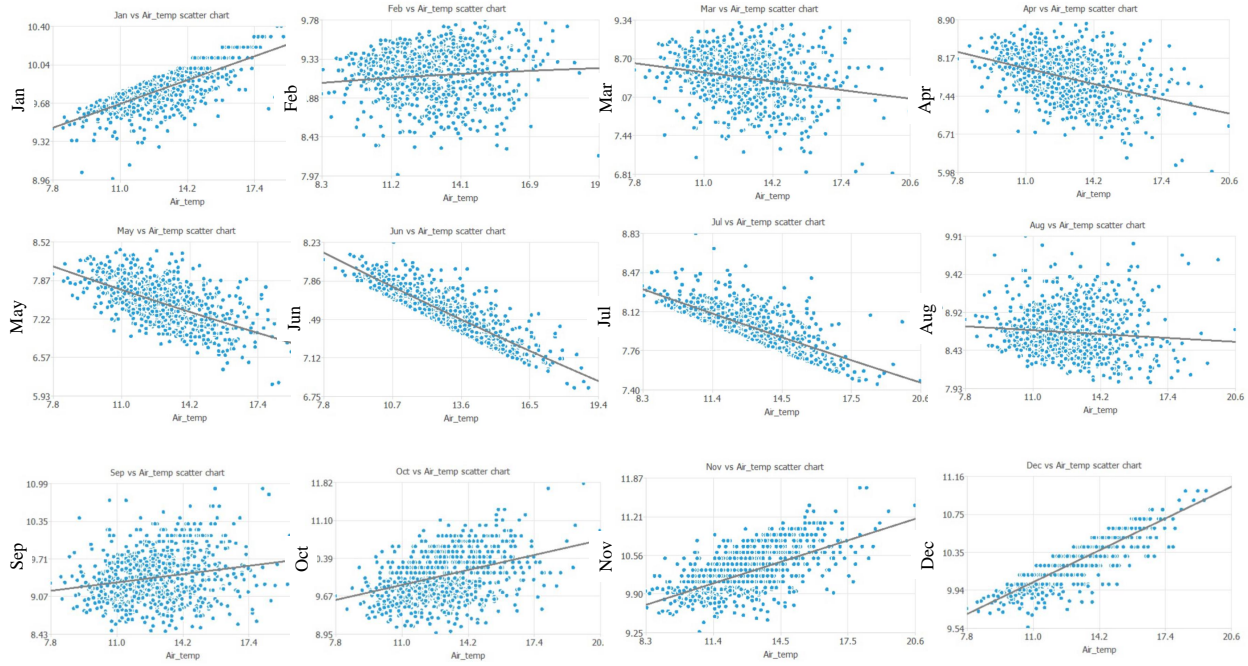 Jan vs Air_temp scatter chart
10.40
10.04
9.68
9.32
8.96
Jan
7.8 11.0 14.2 17.4
Air_temp
Feb vs Air_temp scatter chart
9.78
9.33
8.88
8.43
7.97
Feb
8.3 11.2 14.1 16.9 19.
Air_temp
Mar vs Air_temp scatter chart
9.34
8.70
07
7.44
6.81
Mar
7.8 11.0 14.2 17.4 20.6
Air_temp
Apr vs Air_temp scatter chart
8.90
8.17
7.44
6.71
5.98
Apr
7.8 11.0 14.2 17.4 20.6
Air_temp
May vs Air_temp scatter chart
8.52
7.87
7.22
6.57
5.93
May
7.8 11.0 14.2 17.4
Air_temp
Jun vs Air_temp scatter chart
8.23
7.86
7.49
7.12
6.75
Jun
7.8 10.7 13.6 16.5 19.4
Air_temp
Jul vs Air_temp scatter chart
8.83
8.47
8.12
7.76
7.40
Jul
8.3 11.4 14.5 17.5 20.6
Air_temp
Aug vs Air_temp scatter chart
9.91
9.42
8.92
8.43
7.93
Aug
7.8 11.0 14.2 17.4 20.6
Air_temp
Sep vs Air_temp scatter chart
10.99
10.35
9.71
9.07
8.43
Sep
7.8 11.0 14.2 17.4
Air_temp
Oct vs Air_temp scatter chart
11.82
11.10
10.39
9.67
8.95
Oct
7.8 11.0 14.2 17.4 20.
Air_temp
Nov vs Air_temp scatter chart
11.87
11.21
10.56
9.90
9.25
Nov
8.3 11.4 14.5 17.5 20.6
Air_temp
Dec vs Air_temp scatter chart
11.16
10.75
10.35
9.94
9.54
Dec
7.8 11.0 14.2 17.4 20.6
Air_temp